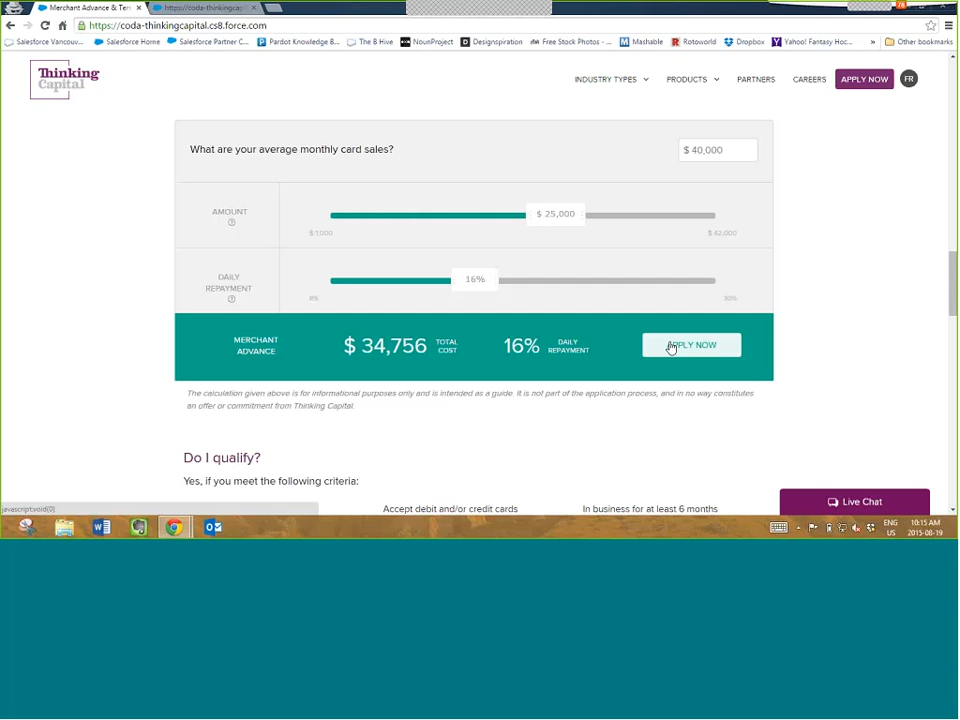 Merchant Advance & Ter
https://coda-thinkingcap
78
https://coda-thinkingcapital.cs8.force.com
Salesforce Vancouv... Salesforce Home Salesforce Partner C... Pardot Knowledge B... The B Hive NounProject Designspiration Free Stock Photos - ... Mashable Rotoworld Dropbox Yahoo! Fantasy Hoc... » Other bookmarks
Thinking
Capital
INDUSTRY TYPES PRODUCTS PARTNERS CAREERS APPLY NOW FR
What are your average monthly card sales? $ 40,000
AMOUNT
?
$ 25,000
$ 1,000 $ 42,000
DAILY
REPAYMENT
?
16%
8% 30%
MERCHANT
ADVANCE
$ 34,756 TOTAL
COST
16% DAILY
REPAYMENT
APPLY NOW
The calculation given above is for informational purposes only and is intended as a guide. It is not part of the application process, and in no way constitutes
an offer or commitment from Thinking Capital.
Do I qualify?
Yes, if you meet the following criteria:
Accept debit and/or credit cards In business for at least 6 months
Live Chat
javascript:void(0)
ENG
US
10:15 AM
2015-08-19